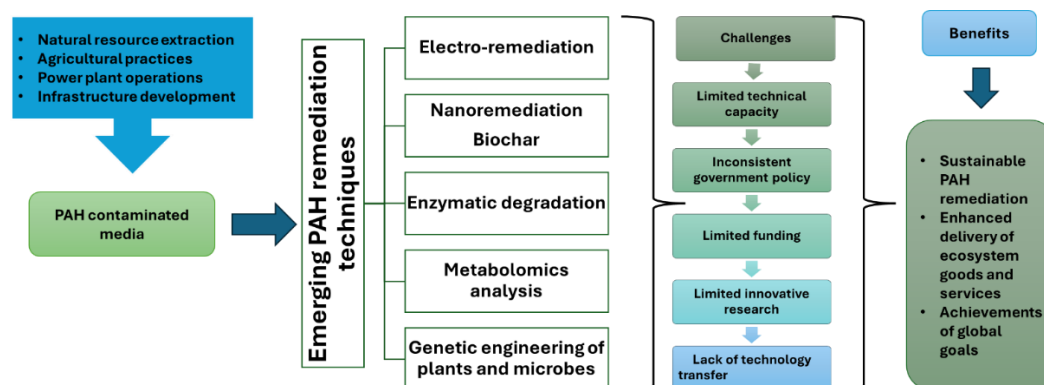 • Natural resource extraction
• Agricultural practices
• Power plant operations
• Infrastructure development
PAH contaminated
media
Emerging PAH remediation
techniques
Electro-remediation
Nanoremediation
Biochar
Enzymatic degradation
Metabolomics
analysis
Genetic engineering of
plants and microbes
Challenges
Limited technical
capacity
Inconsistent
government policy
Limited funding
Limited innovative
research
Lack of technology
transfer
Benefits
• Sustainable
PAH
remediation
• Enhanced
delivery of
ecosystem
goods and
services
• Achievements
of global
goals